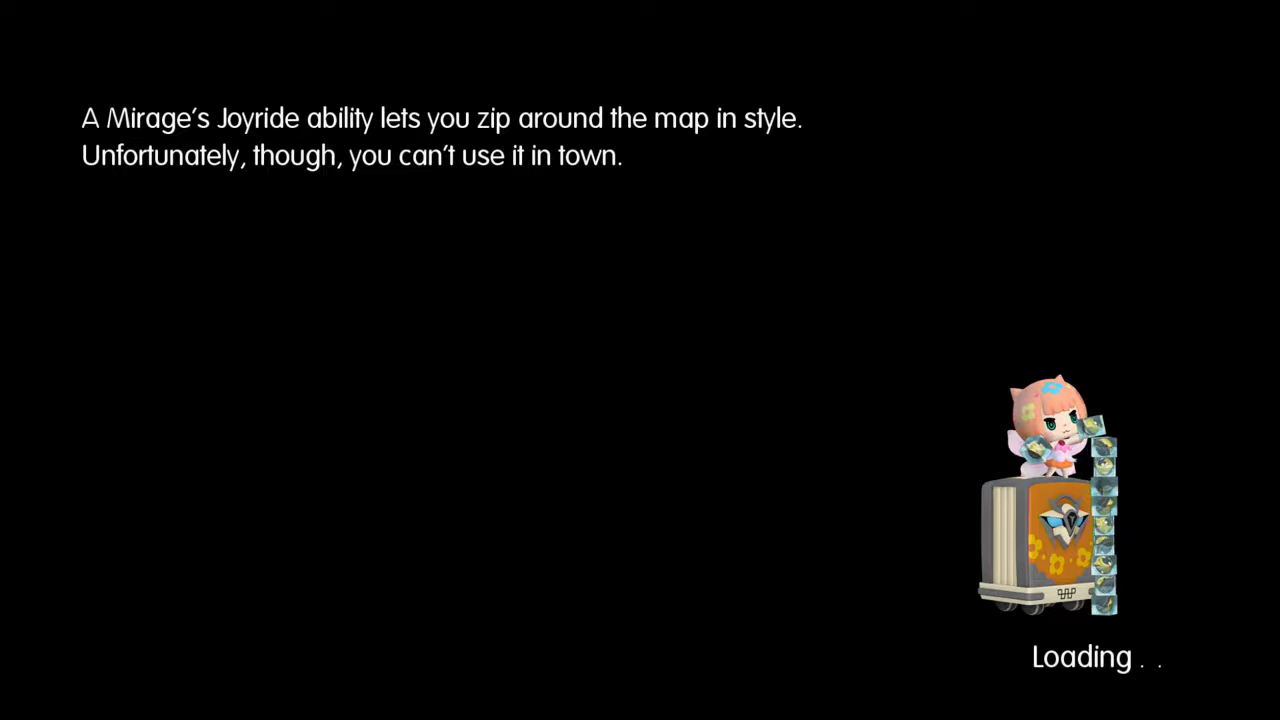 A Mirage's Joyride ability lets you zip around the map in style.
Unfortunately, though, you can't use it in town.
Loading . .